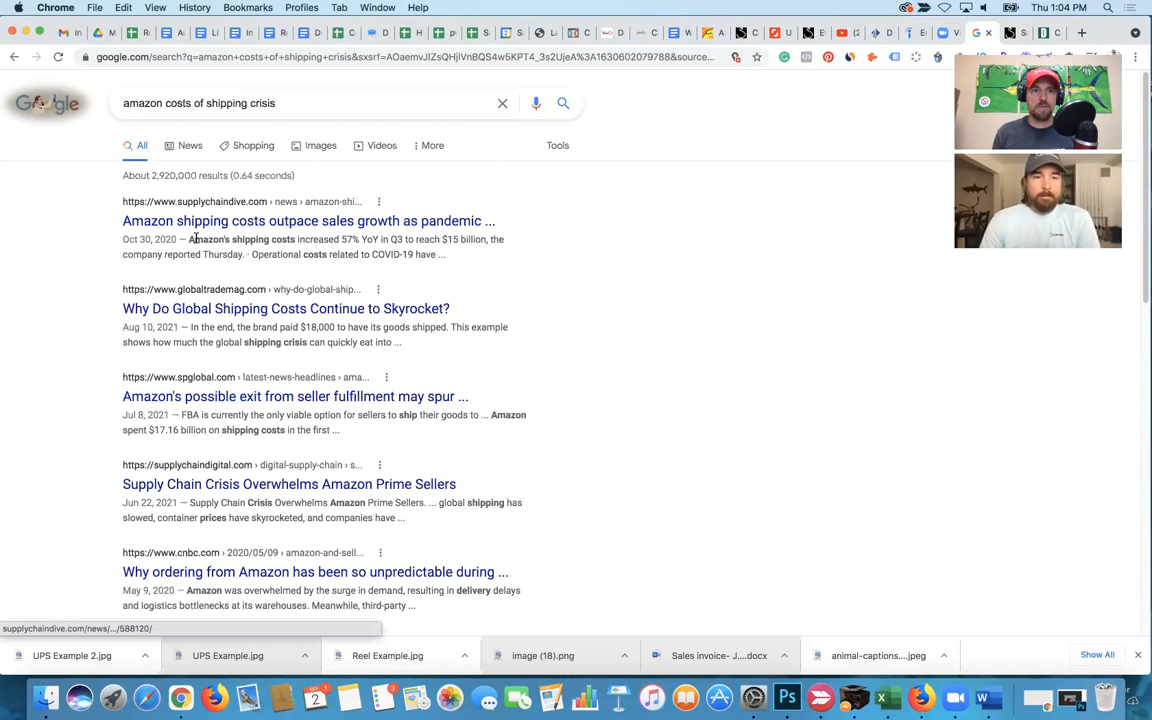 Chrome File Edit View History Bookmarks Profiles Tab Window Help
Thu 1:04 PM
google.com/search?q=amazon+costs+of+shipping+crisis&sxsrf=AOaemvJIZsQHjlVnBQS4w5KPT4_3s2UjeA%3A1630602079788&source...
Google
amazon costs of shipping crisis
All News Shopping Images Videos More Tools
About 2,920,000 results (0.64 seconds)
https://www.supplychaindive.com › news › amazon-shi...
Amazon shipping costs outpace sales growth as pandemic ...
Oct 30, 2020 — Amazon's shipping costs increased 57% YoY in Q3 to reach $15 billion, the
company reported Thursday. · Operational costs related to COVID-19 have ...
https://www.globaltrademag.com › why-do-global-ship...
Why Do Global Shipping Costs Continue to Skyrocket?
Aug 10, 2021 — In the end, the brand paid $18,000 to have its goods shipped. This example
shows how much the global shipping crisis can quickly eat into ...
https://www.spglobal.com › latest-news-headlines › ama...
Amazon's possible exit from seller fulfillment may spur ...
Jul 8, 2021 — FBA is currently the only viable option for sellers to ship their goods to ... Amazon
spent $17.16 billion on shipping costs in the first ...
https://supplychaindigital.com › digital-supply-chain › s...
Supply Chain Crisis Overwhelms Amazon Prime Sellers
Jun 22, 2021 — Supply Chain Crisis Overwhelms Amazon Prime Sellers. ... global shipping has
slowed, container prices have skyrocketed, and companies have ...
https://www.cnbc.com › 2020/05/09 › amazon-and-sell...
Why ordering from Amazon has been so unpredictable during ...
May 9, 2020 — Amazon was overwhelmed by the surge in demand, resulting in delivery delays
and logistics bottlenecks at its warehouses. Meanwhile, third-party ...
supplychaindive.com/news/.../588120/
UPS Example 2.jpg UPS Example.jpg Reel Example.jpg image (18).png Sales invoice- J....docx animal-captions....jpeg Show All